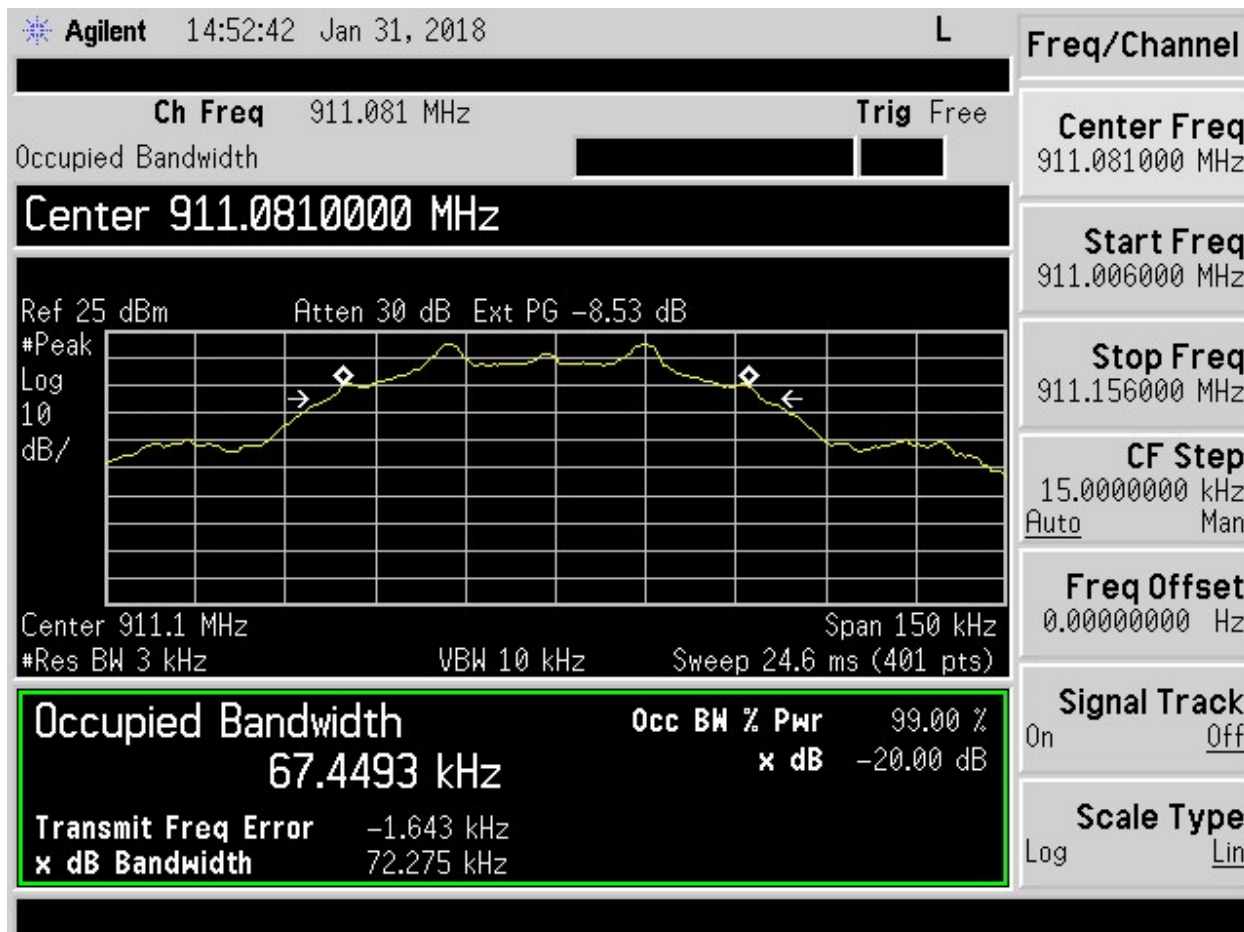 Agilent 14:52:42 Jan 31, 2018 L
Ch Freq 911.081 MHz Trig Free
Occupied Bandwidth
Center 911.0810000 MHz
Ref 25 dBm Atten 30 dB Ext PG -8.53 dB
#Peak
Log
10
dB/
Center 911.1 MHz Span 150 kHz
#Res BW 3 kHz VBW 10 kHz Sweep 24.6 ms (401 pts)
Occupied Bandwidth Occ BW % Pwr 99.00 %
67.4493 kHz x dB -20.00 dB
Transmit Freq Error -1.643 kHz
x dB Bandwidth 72.275 kHz
Freq/Channel
Center Freq
911.081000 MHz
Start Freq
911.006000 MHz
Stop Freq
911.156000 MHz
CF Step
15.0000000 kHz
Auto Man
Freq Offset
0.00000000 Hz
Signal Track
On Off
Scale Type
Log Lin